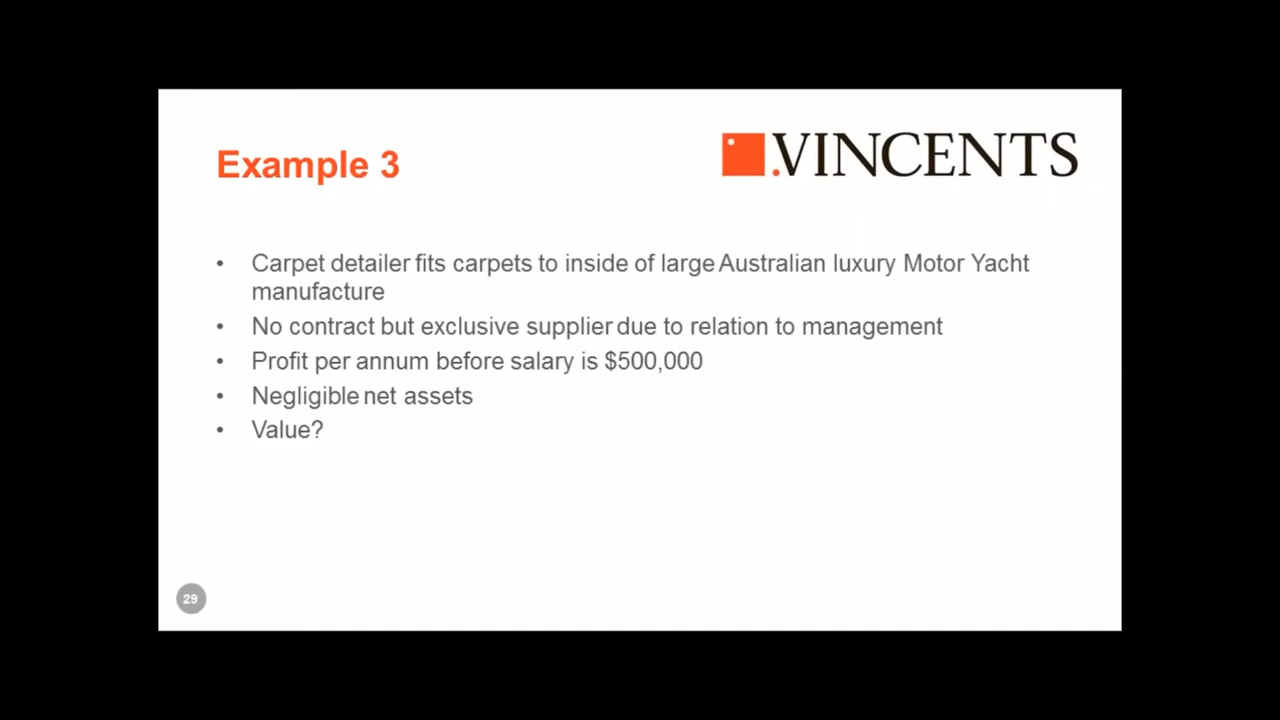 Example 3
.VINCENTS
• Carpet detailer fits carpets to inside of large Australian luxury Motor Yacht
manufacture
• No contract but exclusive supplier due to relation to management
• Profit per annum before salary is $500,000
• Negligible net assets
• Value?
29